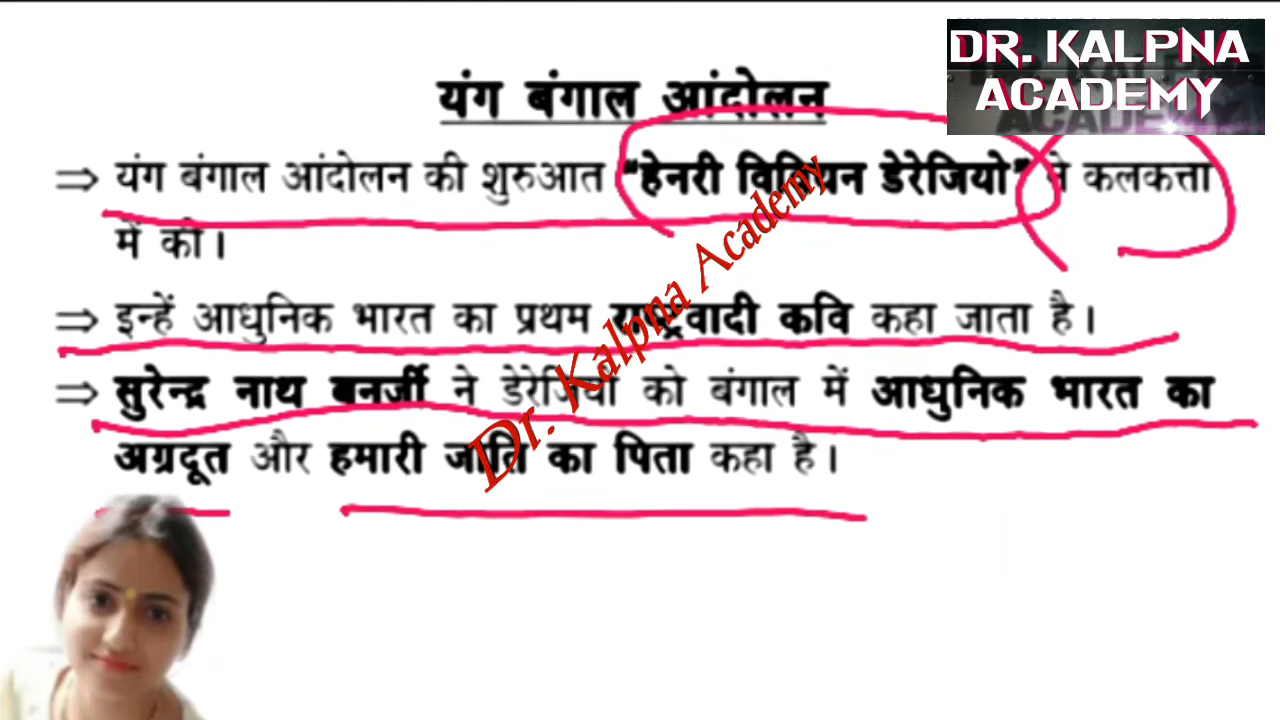 DR. KALPNA
ACADEMY
यंग बंगाल आंदोलन
⇒ यंग बंगाल आंदोलन की शुरुआत "हेनरी विलियन डेरेजियो" ने कलकत्ता
में की।
⇒ इन्हें आधुनिक भारत का प्रथम राष्ट्रवादी कवि कहा जाता है।
⇒ सुरेन्द्र नाथ बनर्जी ने डेरेजियो को बंगाल में आधुनिक भारत का
अग्रदूत और हमारी जाति का पिता कहा है।
Dr. Kalpna Academy